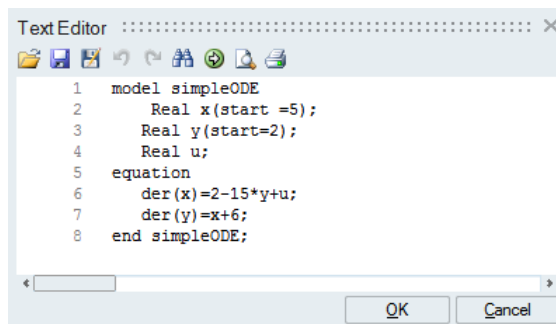 Text Editor
1 model simpleODE
2 Real x(start =5);
3 Real y(start=2);
4 Real u;
5 equation
6 der(x)=2-15*y+u;
7 der(y)=x+6;
8 end simpleODE;
OK Cancel